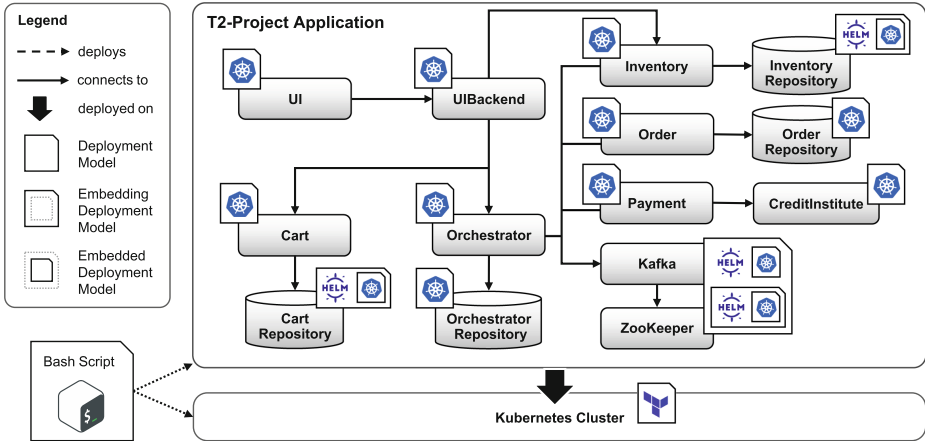 Legend
deploys
connects to
deployed on
Deployment
Model
Embedding
Deployment
Model
Embedded
Deployment
Model
T2-Project Application
UI
UIBackend
Inventory
HELM
Inventory
Repository
Order
Order
Repository
Payment
CreditInstitute
Cart
Orchestrator
Kafka
HELM
HELM
ZooKeeper
HELM
Cart
Repository
Orchestrator
Repository
Bash Script
$_
Kubernetes Cluster